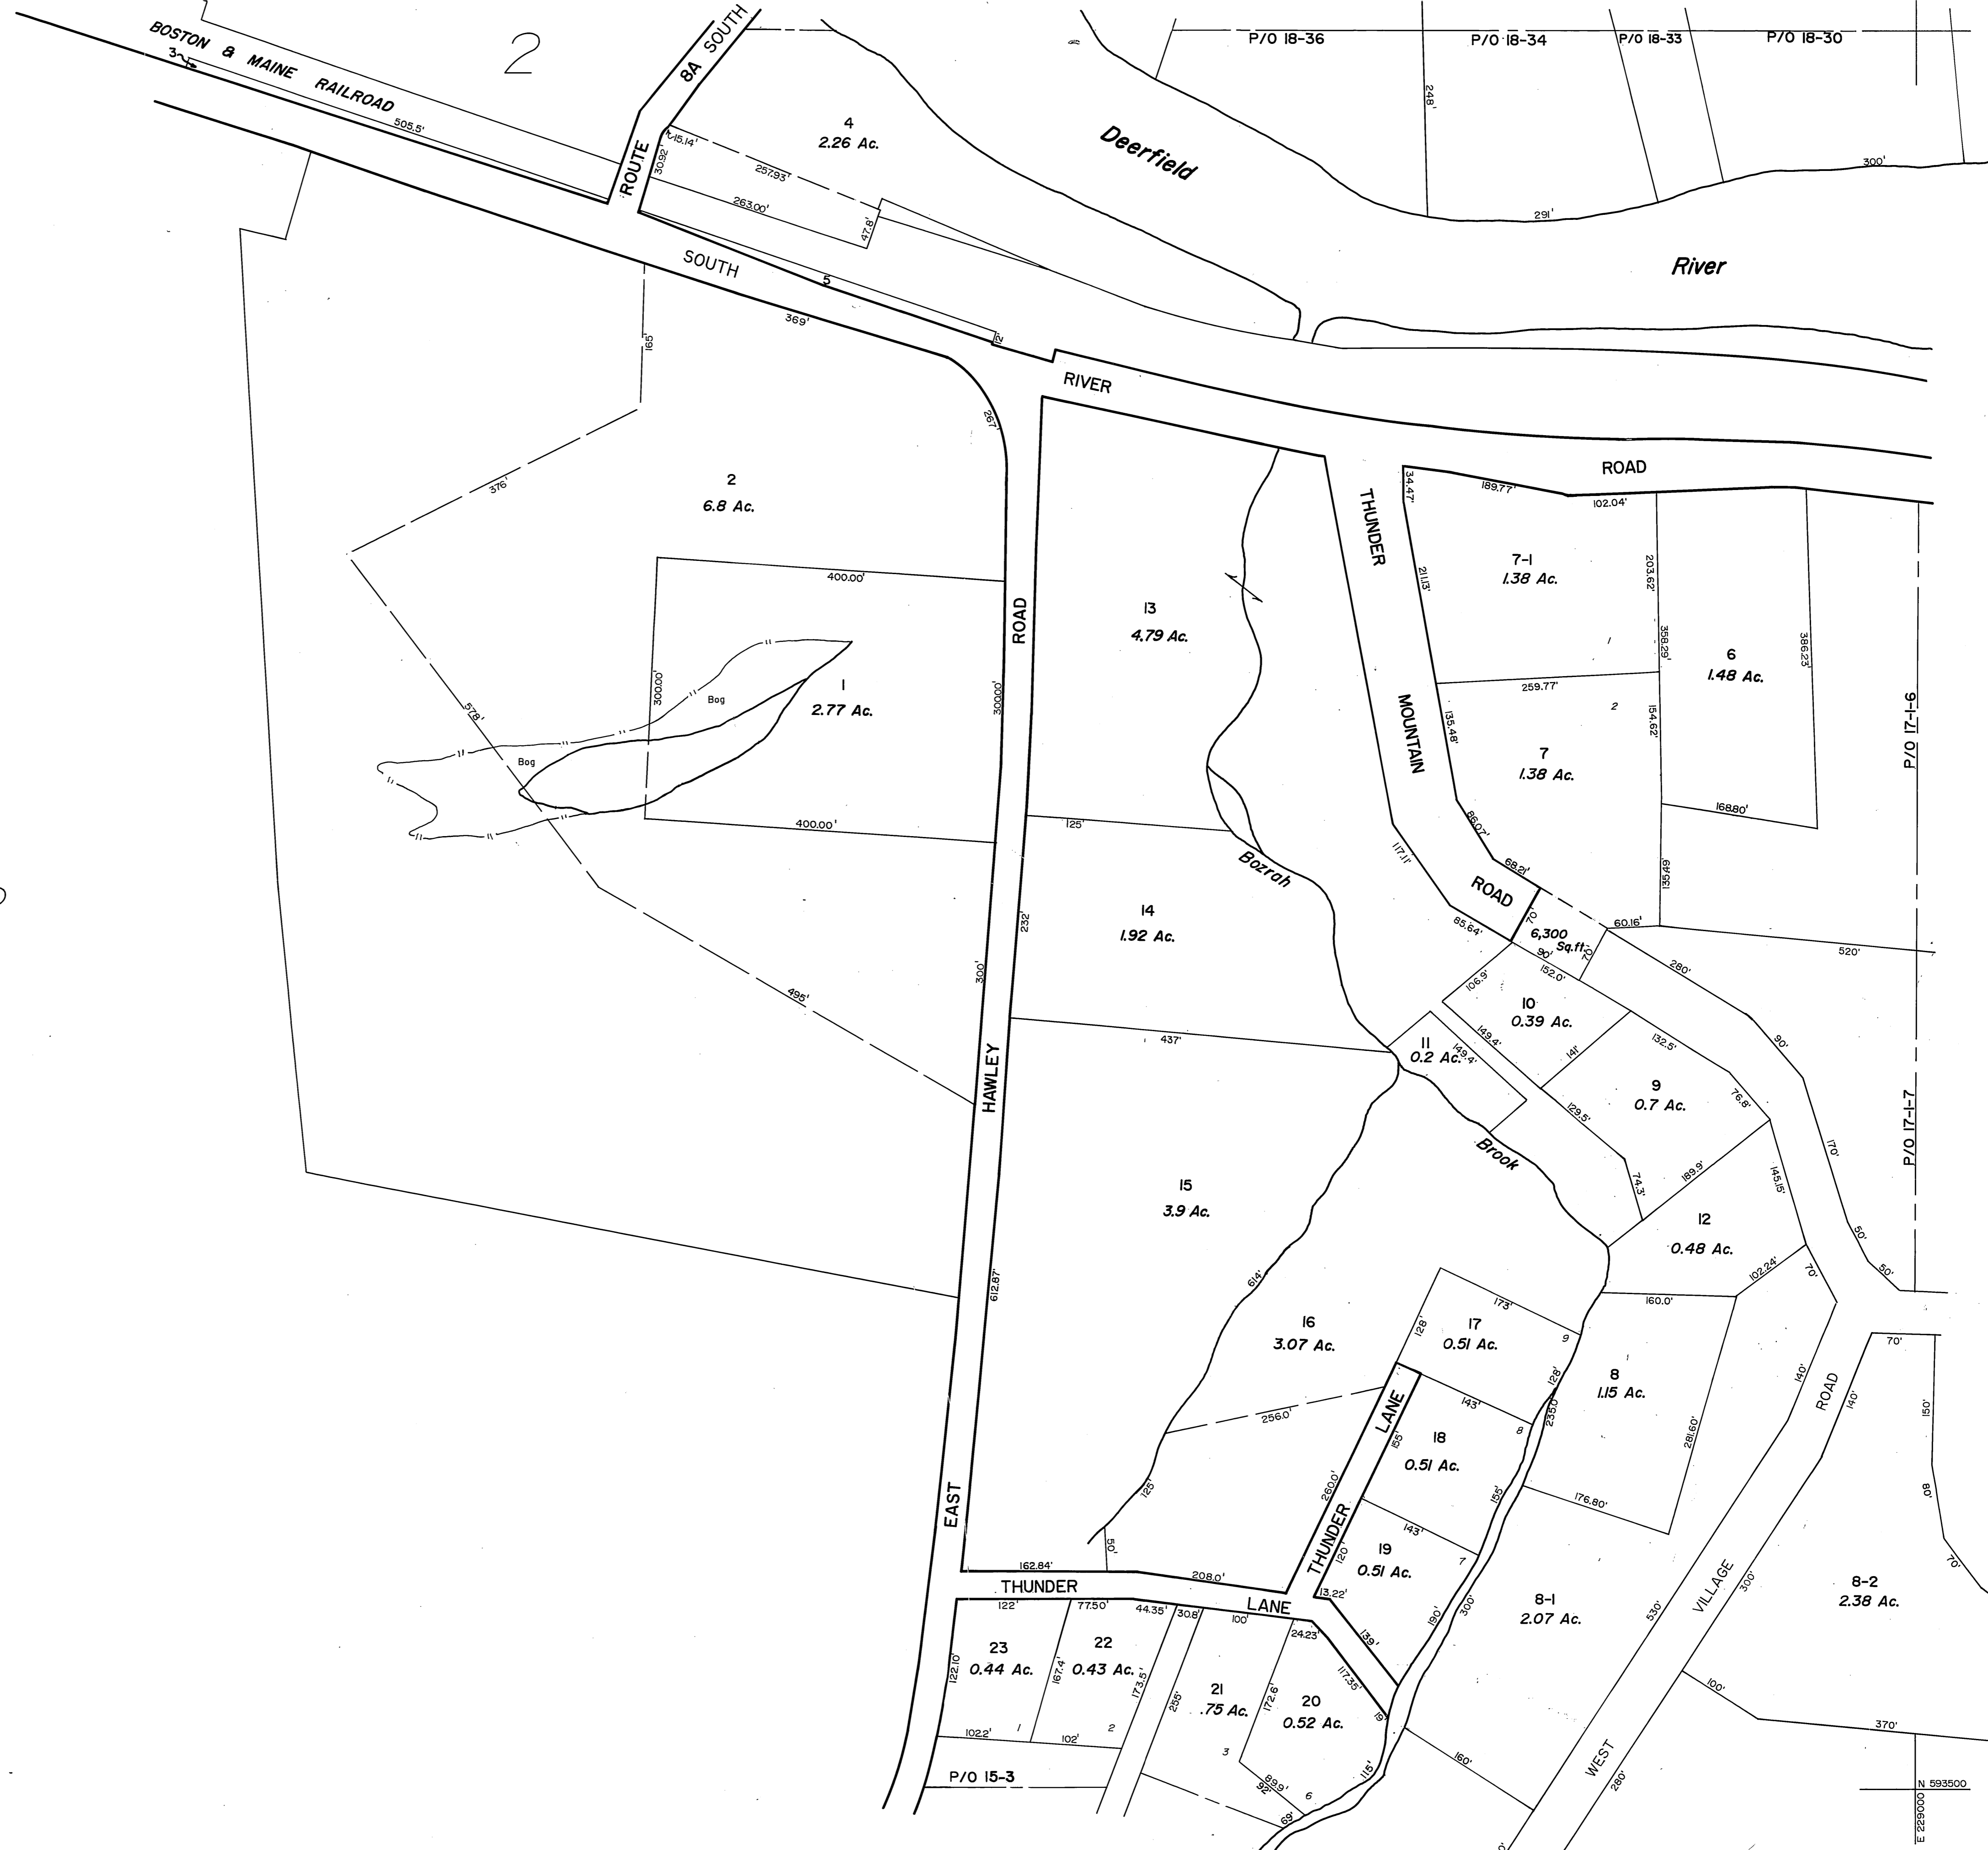 BOSTON & MAINE RAILROAD
3
505.5'
2
ROUTE 8A SOUTH
15.14'
30.92'
257.93'
263.00'
47.8'
4
2.26 Ac.
Deerfield
River
P/O 18-36
P/O 18-34
P/O 18-33
P/O 18-30
248'
291'
300'
SOUTH
5
12'
369'
165'
267'
RIVER
ROAD
376'
2
6.8 Ac.
400.00'
300.00'
1
2.77 Ac.
300.00'
Bog
Bog
578'
400.00'
495'
300'
232'
ROAD
HAWLEY
EAST
612.87'
13
4.79 Ac.
125'
Bozrah
14
1.92 Ac.
437'
15
3.9 Ac.
614'
THUNDER
MOUNTAIN
ROAD
34.47'
189.77'
102.04'
211.13'
7-1
1.38 Ac.
203.62'
358.29'
1
259.77'
2
135.48'
154.62'
7
1.38 Ac.
6
1.48 Ac.
386.23'
168.80'
86.07'
117.11'
68.21'
85.64'
135.49'
60.16'
520'
P/O 17-1-6
P/O 17-1-7
70'
6,300
Sq.ft.
90'
70'
152.0'
280'
106.9'
10
0.39 Ac.
149.4'
141'
132.5'
90'
11
0.2 Ac.
149.4'
9
0.7 Ac.
76.8'
129.5'
74.3'
189.9'
145.15'
170'
Brook
12
0.48 Ac.
50'
50'
70'
102.24'
160.0'
16
3.07 Ac.
256.0'
125'
50'
17
0.51 Ac.
173'
128'
9
128'
143'
8
235.0'
18
0.51 Ac.
155'
155'
143'
7
19
0.51 Ac.
120'
190'
300'
260.0'
THUNDER LANE
8
1
1.15 Ac.
281.60'
176.80'
140'
140'
70'
150'
80'
70'
ROAD
VILLAGE
WEST
530'
300'
280'
8-1
2.07 Ac.
8-2
2.38 Ac.
100'
370'
160'
162.84'
208.0'
THUNDER
LANE
13.22'
139'
122'
77.50'
44.35'
30.8'
100'
24.23'
117.35'
19'
23
0.44 Ac.
122.10'
167.4'
22
0.43 Ac.
173.5'
255'
21
.75 Ac.
172.6'
20
0.52 Ac.
102.2'
1
102'
2
3
89.9'
92'
6
115'
69'
P/O 15-3
N 593500
E 229000